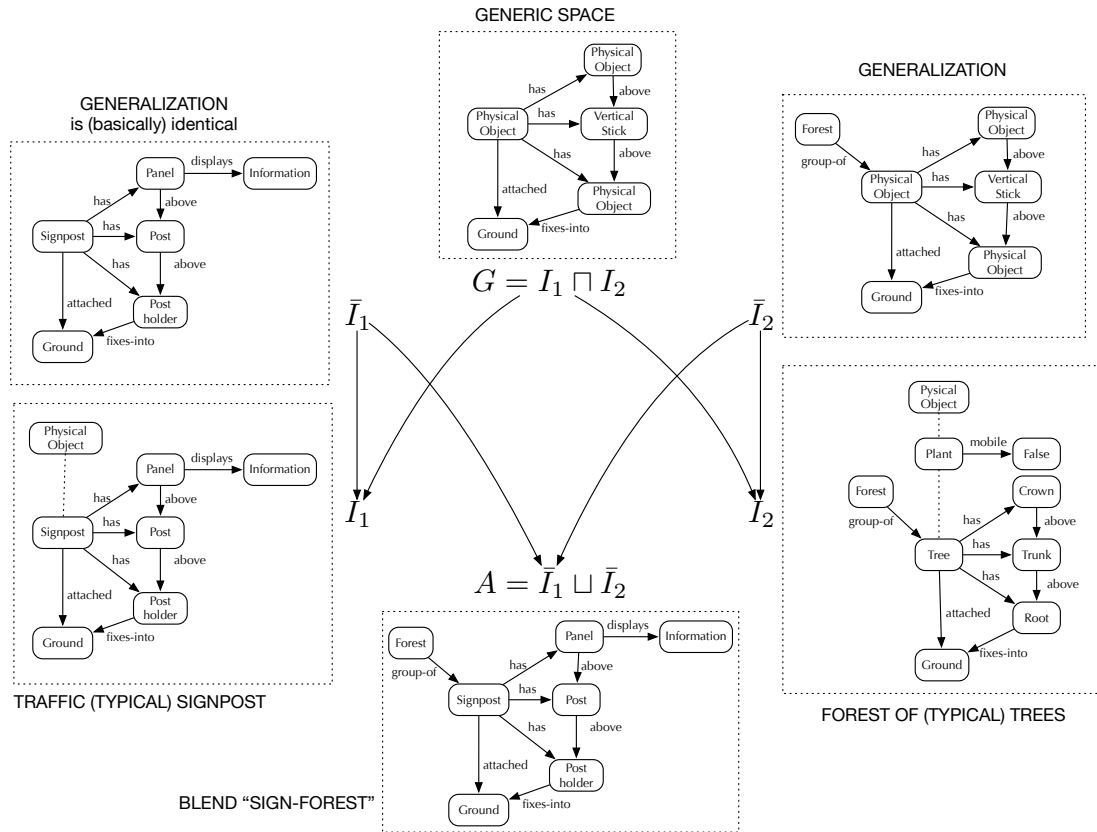 GENERIC SPACE
Physical
Object
has
above
Physical
Object
has
Vertical
Stick
has
above
attached
Physical
Object
Ground
fixes-into
G = I₁ ⊓ I₂
GENERALIZATION
is (basically) identical
Panel
displays
Information
has
above
Signpost
has
Post
has
above
attached
Post
holder
Ground
fixes-into
GENERALIZATION
Forest
Physical
Object
group-of
has
above
Physical
Object
has
Vertical
Stick
has
above
attached
Physical
Object
Ground
fixes-into
Ī₁
Ī₂
I₁
I₂
A = Ī₁ ⊔ Ī₂
Physical
Object
Panel
displays
Information
has
above
Signpost
has
Post
has
above
attached
Post
holder
Ground
fixes-into
TRAFFIC (TYPICAL) SIGNPOST
Pysical
Object
Plant
mobile
False
Forest
Crown
group-of
has
above
Tree
has
Trunk
has
above
attached
Root
Ground
fixes-into
FOREST OF (TYPICAL) TREES
Forest
Panel
displays
Information
group-of
has
above
Signpost
has
Post
has
above
attached
Post
holder
Ground
fixes-into
BLEND “SIGN-FOREST”